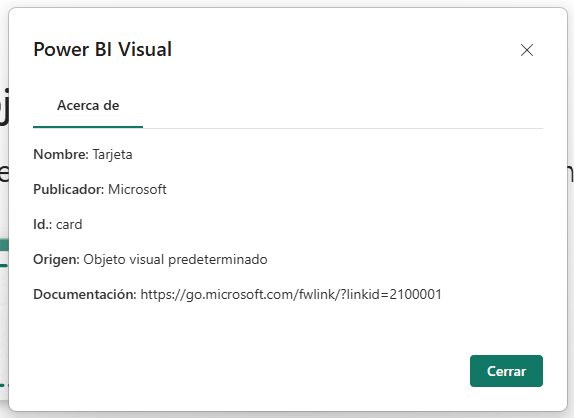 Power BI Visual
Acerca de
Nombre: Tarjeta
Publicador: Microsoft
Id.: card
Origen: Objeto visual predeterminado
Documentación: https://go.microsoft.com/fwlink/?linkid=2100001
Cerrar